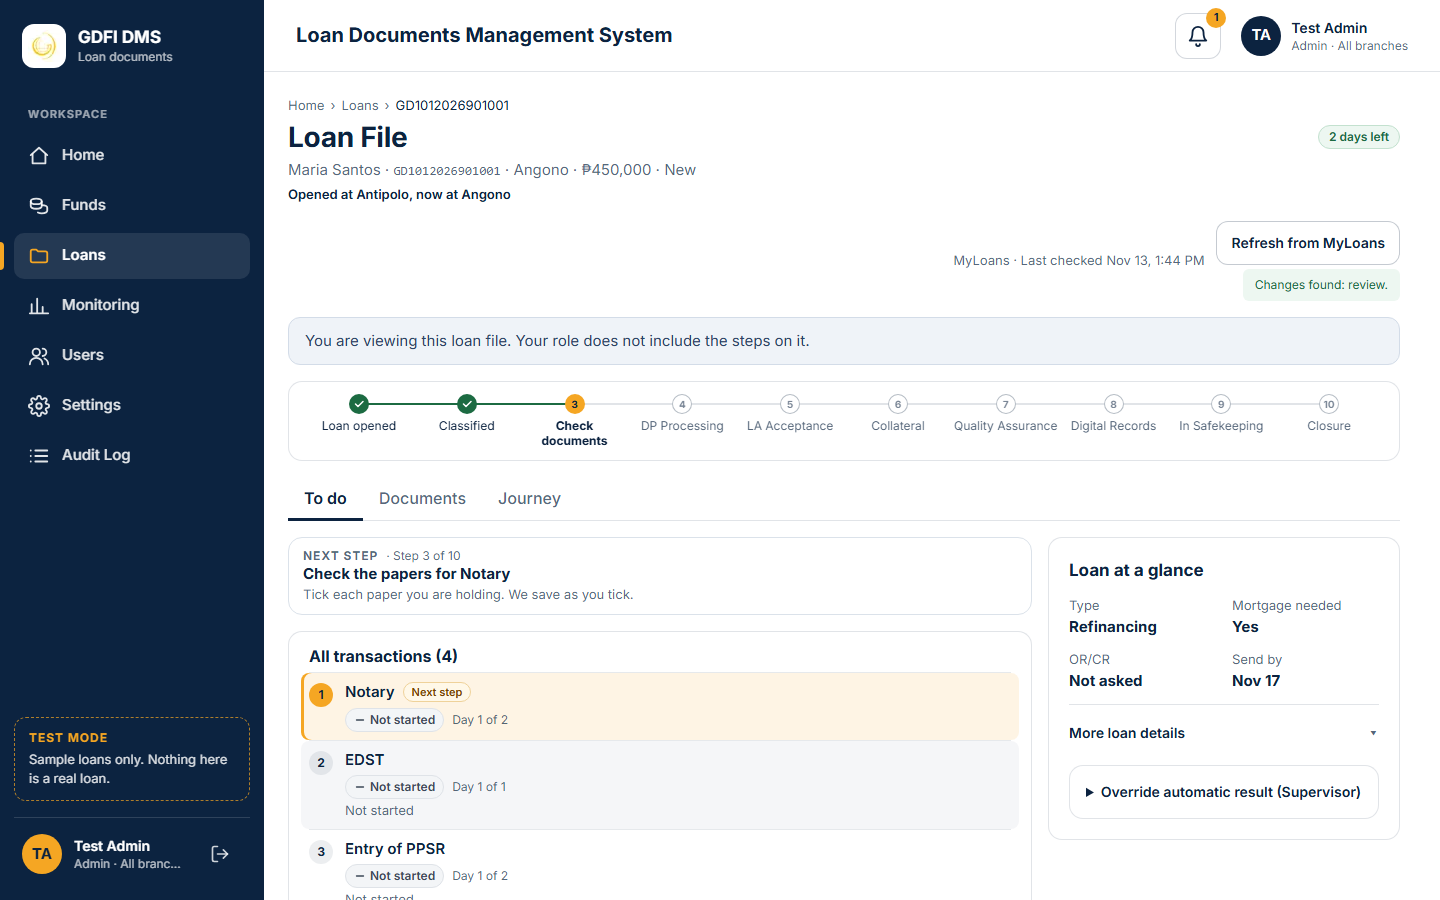 GDFI DMS
Loan documents
WORKSPACE
Home
Funds
Loans
Monitoring
Users
Settings
Audit Log
TEST MODE
Sample loans only. Nothing here
is a real loan.
TA
Test Admin
Admin · All branc...
Loan Documents Management System
1
TA
Test Admin
Admin · All branches
Home › Loans › GD1012026901001
Loan File
2 days left
Maria Santos · GD1012026901001 · Angono · ₱450,000 · New
Opened at Antipolo, now at Angono
MyLoans · Last checked Nov 13, 1:44 PM
Refresh from MyLoans
Changes found: review.
You are viewing this loan file. Your role does not include the steps on it.
3 4 5 6 7 8 9 10
Loan opened Classified Check documents DP Processing LA Acceptance Collateral Quality Assurance Digital Records In Safekeeping Closure
To do Documents Journey
NEXT STEP · Step 3 of 10
Check the papers for Notary
Tick each paper you are holding. We save as you tick.
All transactions (4)
1 Notary Next step
Not started Day 1 of 2
2 EDST
Not started Day 1 of 1
Not started
3 Entry of PPSR
Not started Day 1 of 2
Not started
Loan at a glance
Type Mortgage needed
Refinancing Yes
OR/CR Send by
Not asked Nov 17
More loan details
Override automatic result (Supervisor)